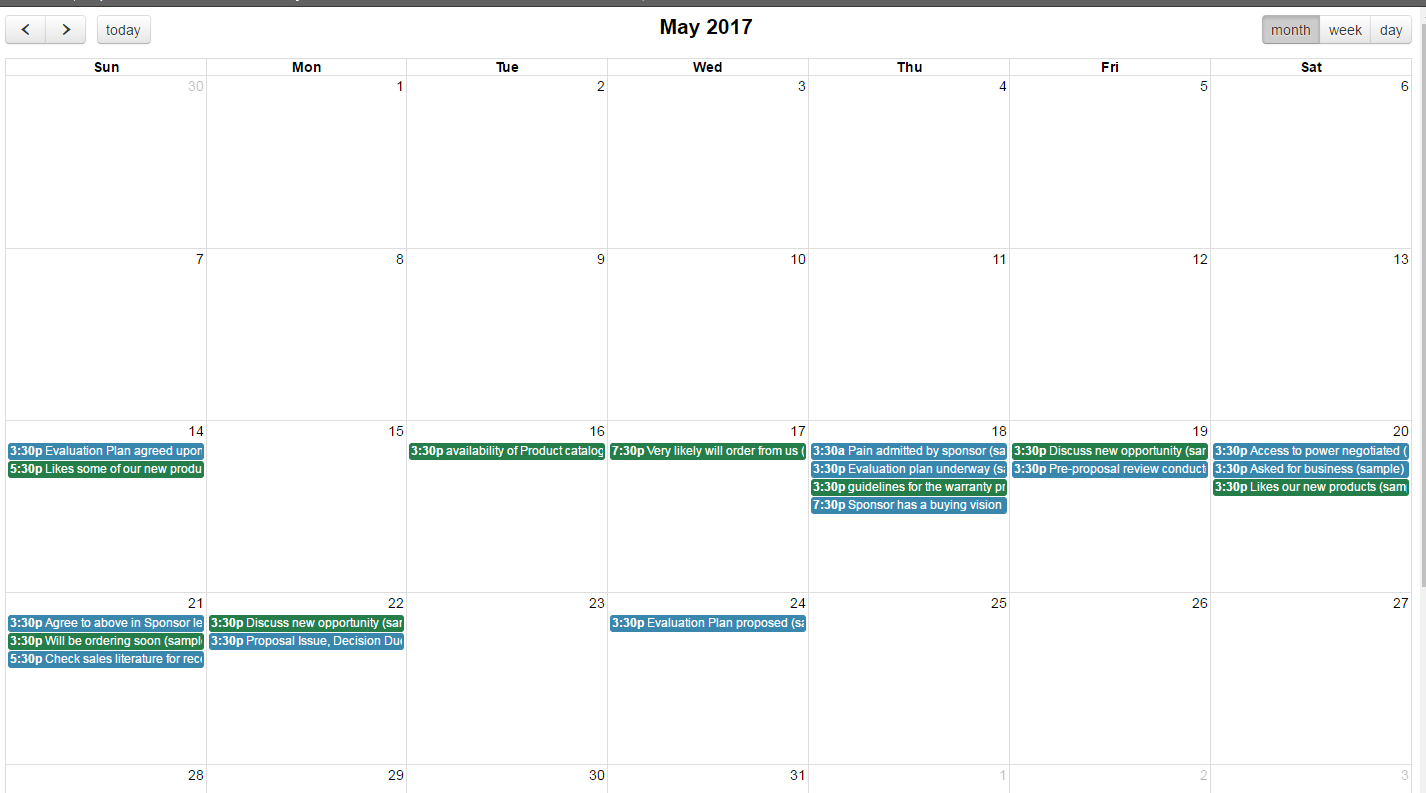 today
May 2017
month week day
Sun Mon Tue Wed Thu Fri Sat
30 1 2 3 4 5 6
7 8 9 10 11 12 13
14 15 16 17 18 19 20
3:30p Evaluation Plan agreed upon
5:30p Likes some of our new produ
3:30p availability of Product catalog
7:30p Very likely will order from us (
3:30a Pain admitted by sponsor (sa
3:30p Evaluation plan underway (sa
3:30p guidelines for the warranty pr
7:30p Sponsor has a buying vision
3:30p Discuss new opportunity (sar
3:30p Pre-proposal review conduct
3:30p Access to power negotiated (
3:30p Asked for business (sample)
3:30p Likes our new products (sam
21 22 23 24 25 26 27
3:30p Agree to above in Sponsor le
3:30p Will be ordering soon (sampl
5:30p Check sales literature for rec
3:30p Discuss new opportunity (sar
3:30p Proposal Issue, Decision Du
3:30p Evaluation Plan proposed (sa
28 29 30 31 1 2 3